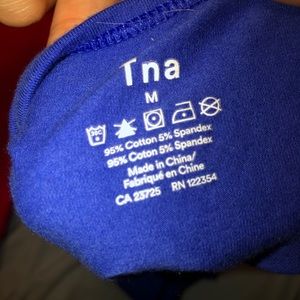 Tna
M
95% Cotton 5% Spandex
95% Coton 5% Spandex
Made in China/
Fabriqué en Chine
CA 23725 RN 122354